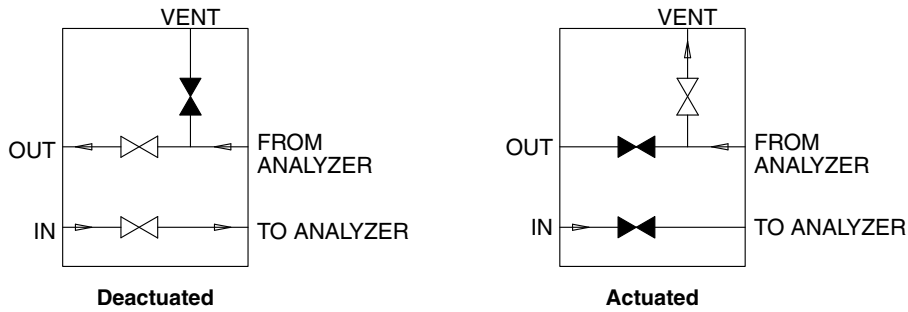 VENT
OUT
FROM
ANALYZER
IN
TO ANALYZER
Deactuated
VENT
OUT
FROM
ANALYZER
IN
TO ANALYZER
Actuated